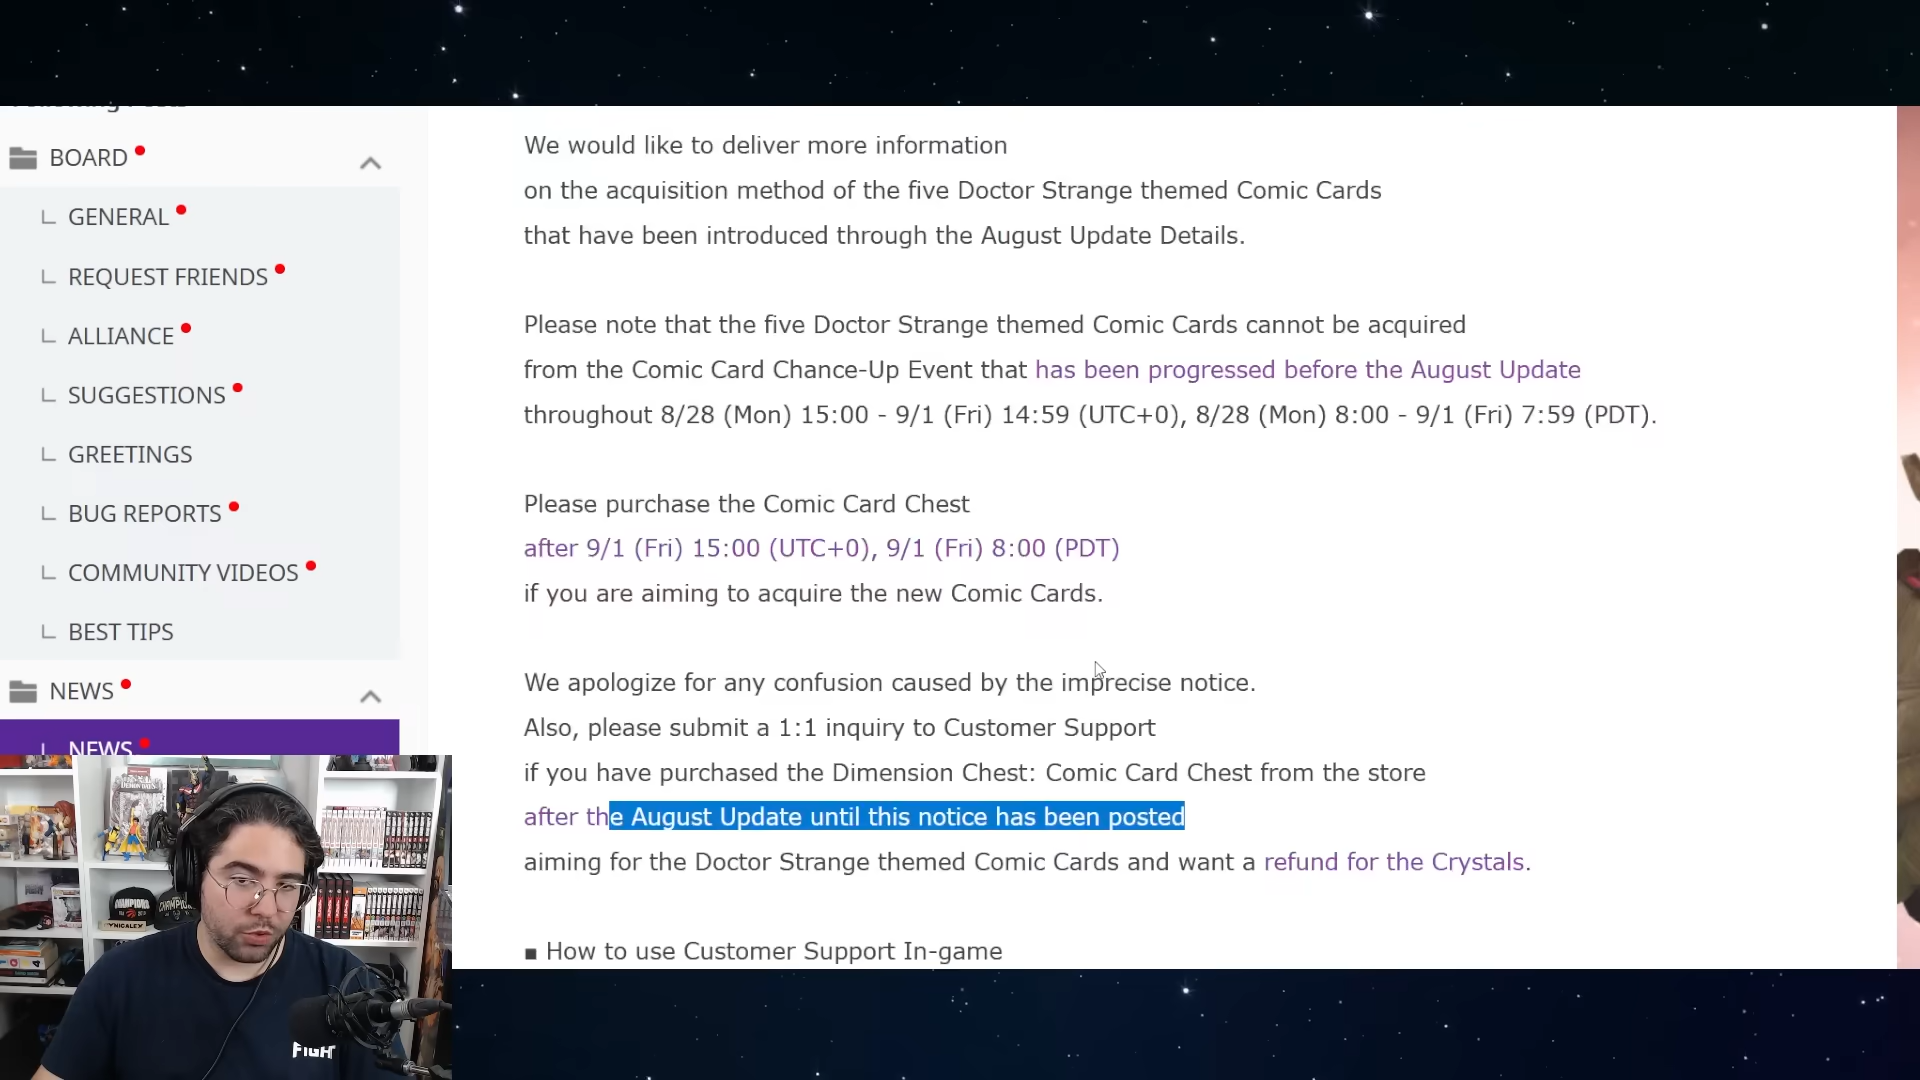 BOARD
GENERAL
REQUEST FRIENDS
ALLIANCE
SUGGESTIONS
GREETINGS
BUG REPORTS
COMMUNITY VIDEOS
BEST TIPS
NEWS
NEWS
We would like to deliver more information
on the acquisition method of the five Doctor Strange themed Comic Cards
that have been introduced through the August Update Details.
Please note that the five Doctor Strange themed Comic Cards cannot be acquired
from the Comic Card Chance-Up Event that has been progressed before the August Update
throughout 8/28 (Mon) 15:00 - 9/1 (Fri) 14:59 (UTC+0), 8/28 (Mon) 8:00 - 9/1 (Fri) 7:59 (PDT).
Please purchase the Comic Card Chest
after 9/1 (Fri) 15:00 (UTC+0), 9/1 (Fri) 8:00 (PDT)
if you are aiming to acquire the new Comic Cards.
We apologize for any confusion caused by the imprecise notice.
Also, please submit a 1:1 inquiry to Customer Support
if you have purchased the Dimension Chest: Comic Card Chest from the store
after the August Update until this notice has been posted
aiming for the Doctor Strange themed Comic Cards and want a refund for the Crystals.
■ How to use Customer Support In-game
CHAMPIONS
FIGHT